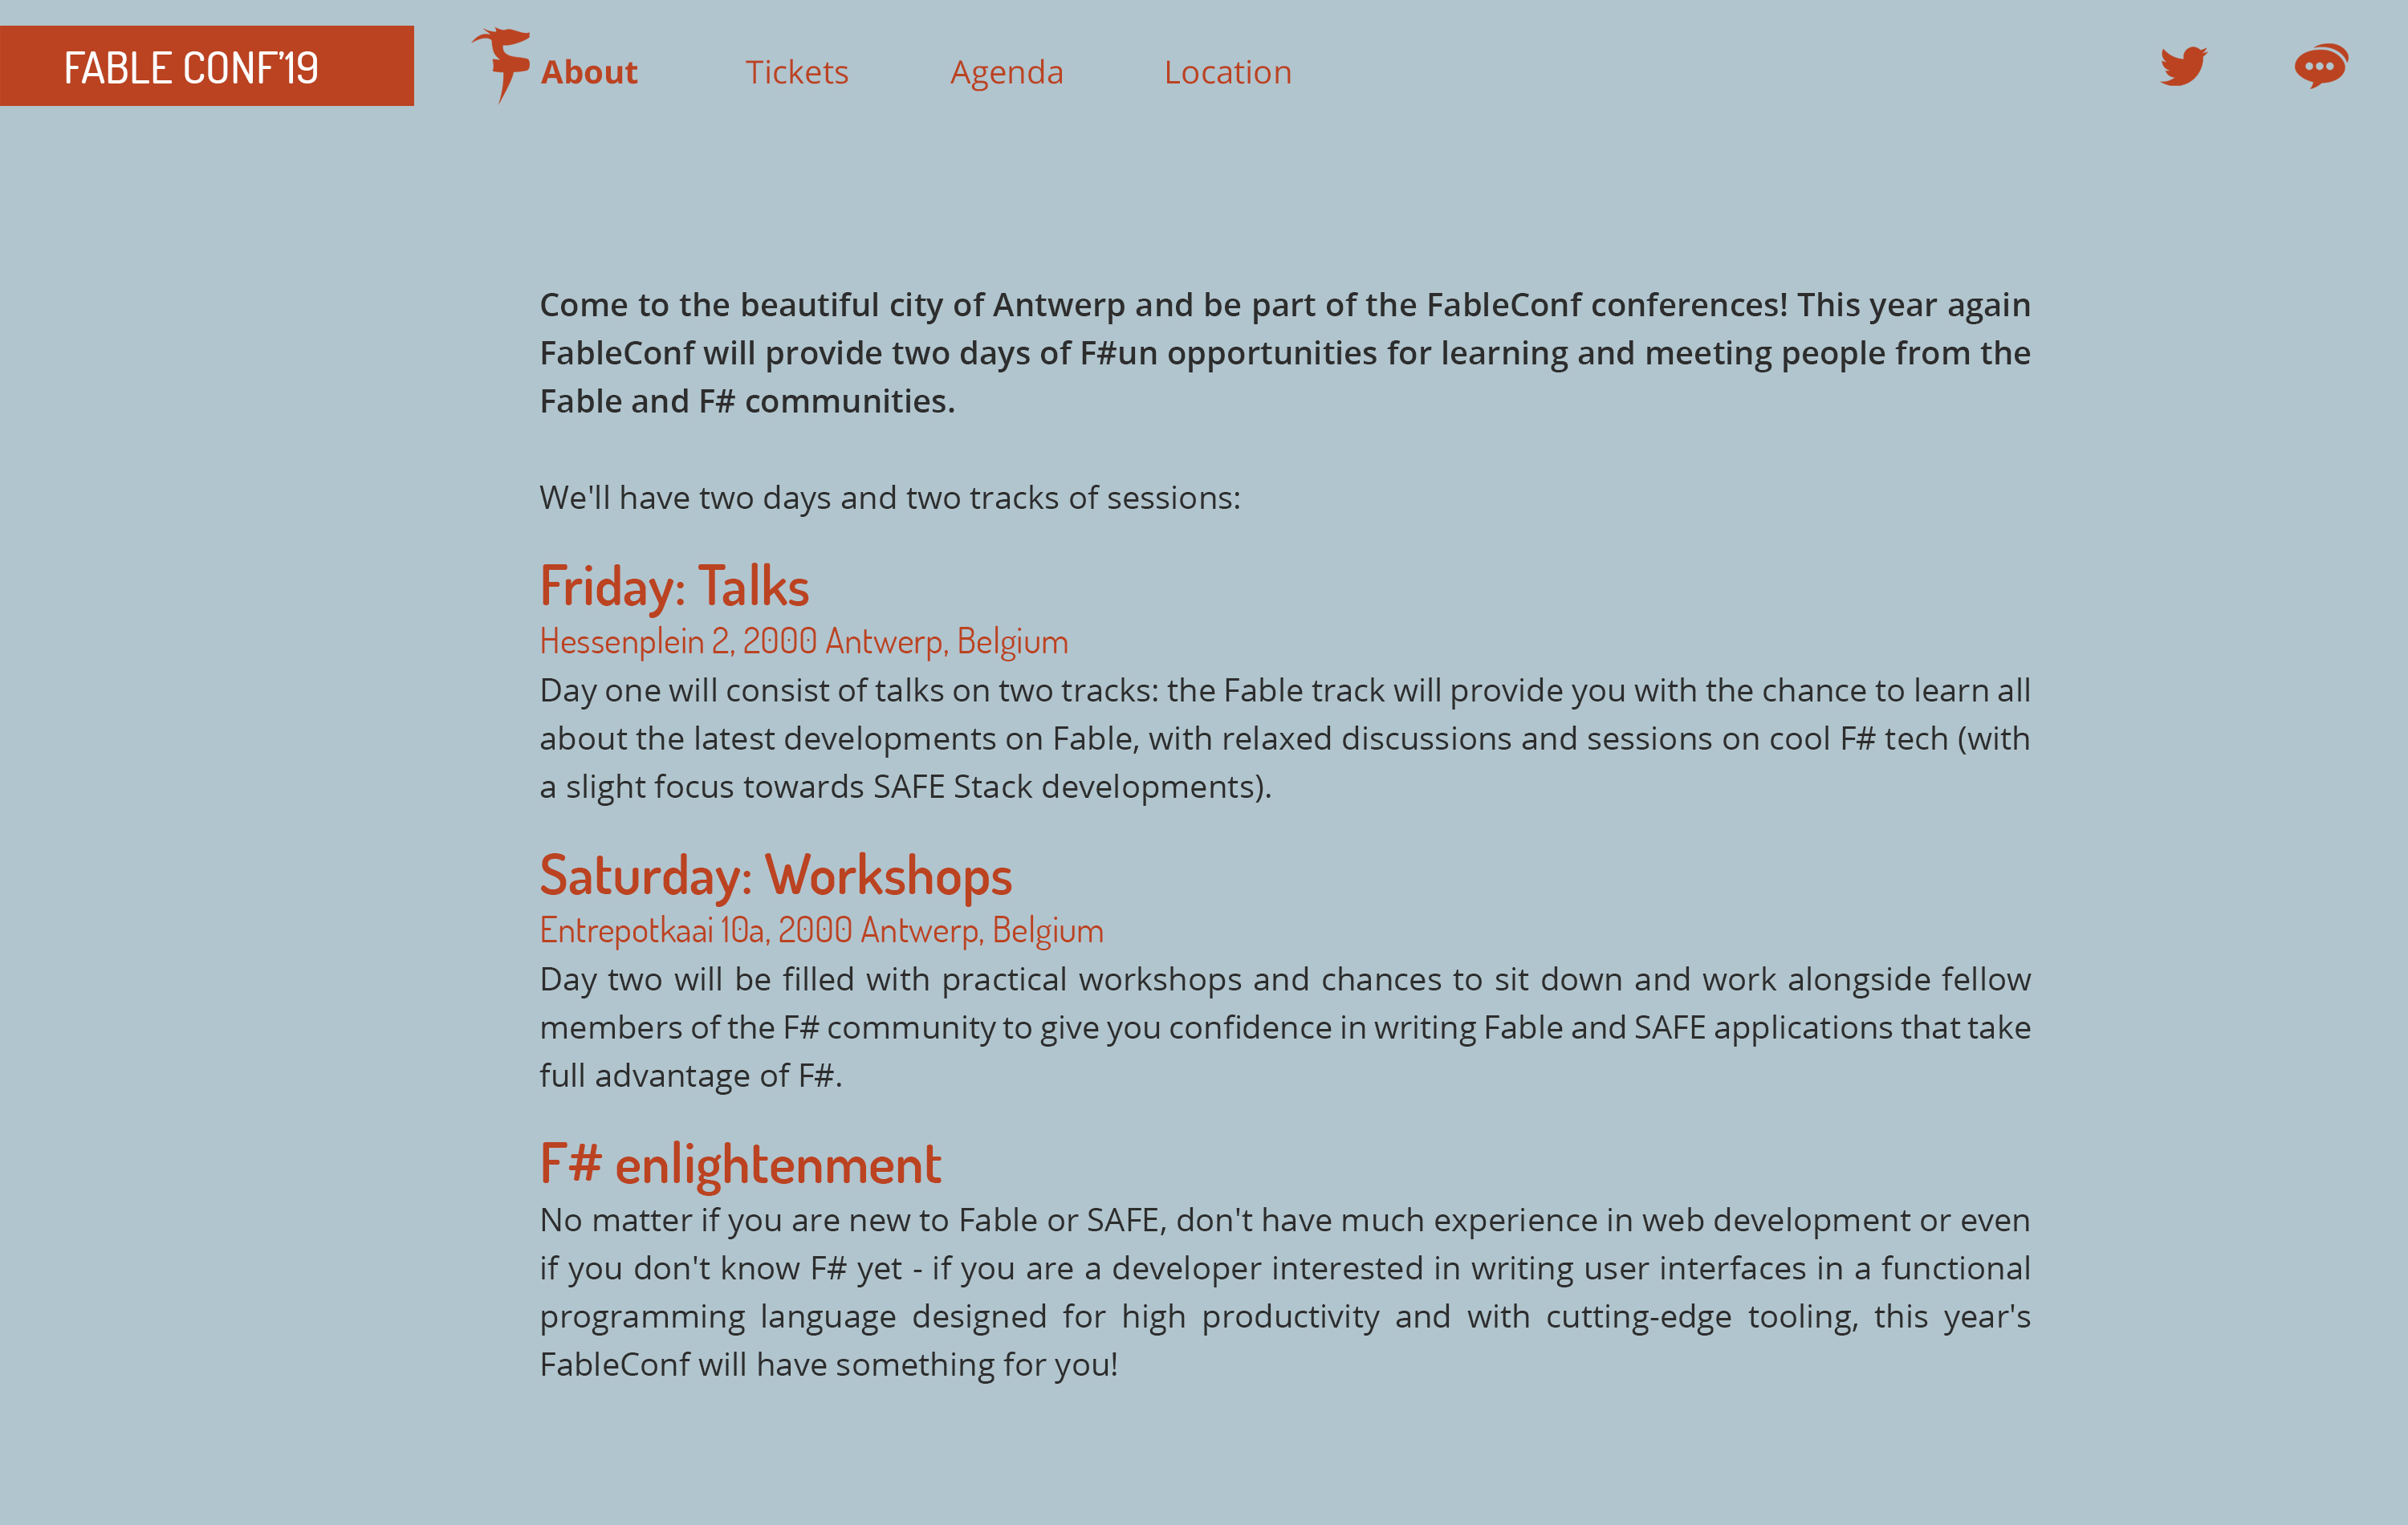 FABLE CONF'19
About
Tickets
Agenda
Location
Come to the beautiful city of Antwerp and be part of the FableConf conferences! This year again
FableConf will provide two days of F#un opportunities for learning and meeting people from the
Fable and F# communities.
We'll have two days and two tracks of sessions:
Friday: Talks
Hessenplein 2, 2000 Antwerp, Belgium
Day one will consist of talks on two tracks: the Fable track will provide you with the chance to learn all
about the latest developments on Fable, with relaxed discussions and sessions on cool F# tech (with
a slight focus towards SAFE Stack developments).
Saturday: Workshops
Entrepotkaai 10a, 2000 Antwerp, Belgium
Day two will be filled with practical workshops and chances to sit down and work alongside fellow
members of the F# community to give you confidence in writing Fable and SAFE applications that take
full advantage of F#.
F# enlightenment
No matter if you are new to Fable or SAFE, don't have much experience in web development or even
if you don't know F# yet - if you are a developer interested in writing user interfaces in a functional
programming language designed for high productivity and with cutting-edge tooling, this year's
FableConf will have something for you!